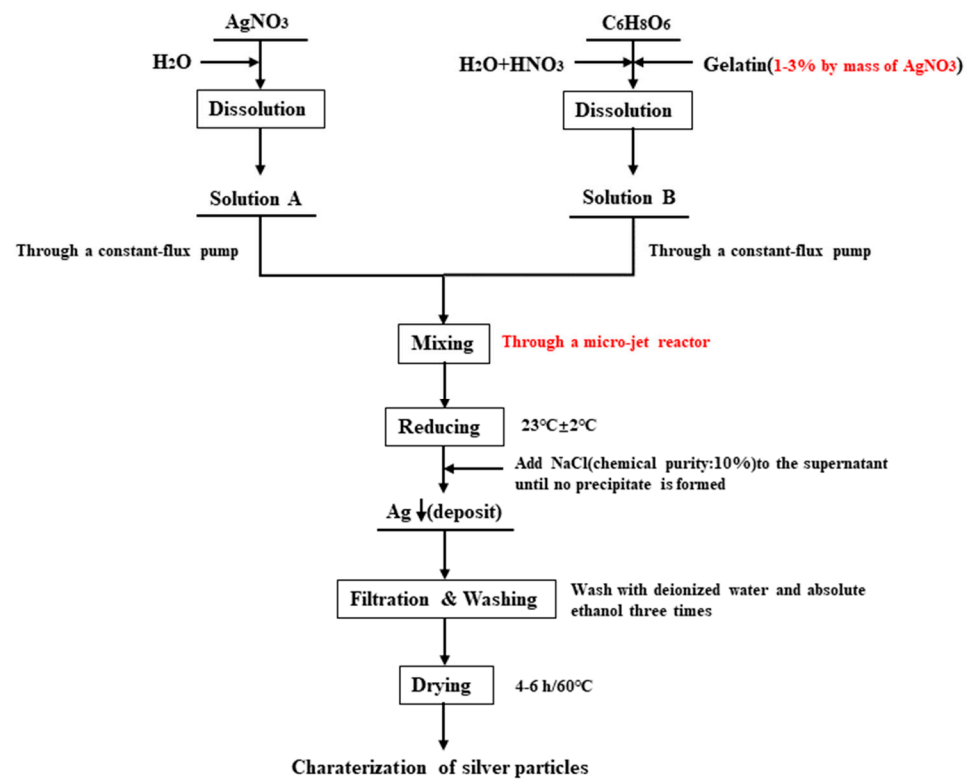 AgNO3
C6H8O6
H2O
H2O+HNO3
Gelatin(1-3% by mass of AgNO3)
Dissolution
Dissolution
Solution A
Solution B
Through a constant-flux pump
Through a constant-flux pump
Mixing
Through a micro-jet reactor
Reducing
23℃±2℃
Add NaCl(chemical purity:10%)to the supernatant
until no precipitate is formed
Ag↓(deposit)
Filtration & Washing
Wash with deionized water and absolute
ethanol three times
Drying
4-6 h/60℃
Charaterization of silver particles